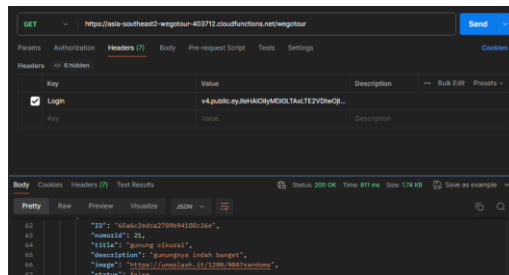 GET https://asia-southeast2-wegotour-403712.cloudfunctions.net/wegotour Send
Params Authorization Headers (7) Body Pre-request Script Tests Settings Cookies
Headers 6 hidden
Key Value Description Bulk Edit Presets
Login Description
Key Value Description
Body Cookies Headers (7) Test Results Status: 200 OK Time: 811 ms Size: 1.74 KB Save as example
Pretty Raw Preview Visualize JSON
62 "ID": "65a6c2edca2789b94188c26e",
63 "nomorid": 21,
64 "title": "gunung cikurai",
65 "description": "gunungnya indah banget",
66 "image": "https://unsplash.it/1200/900?random=",
67 "status": false